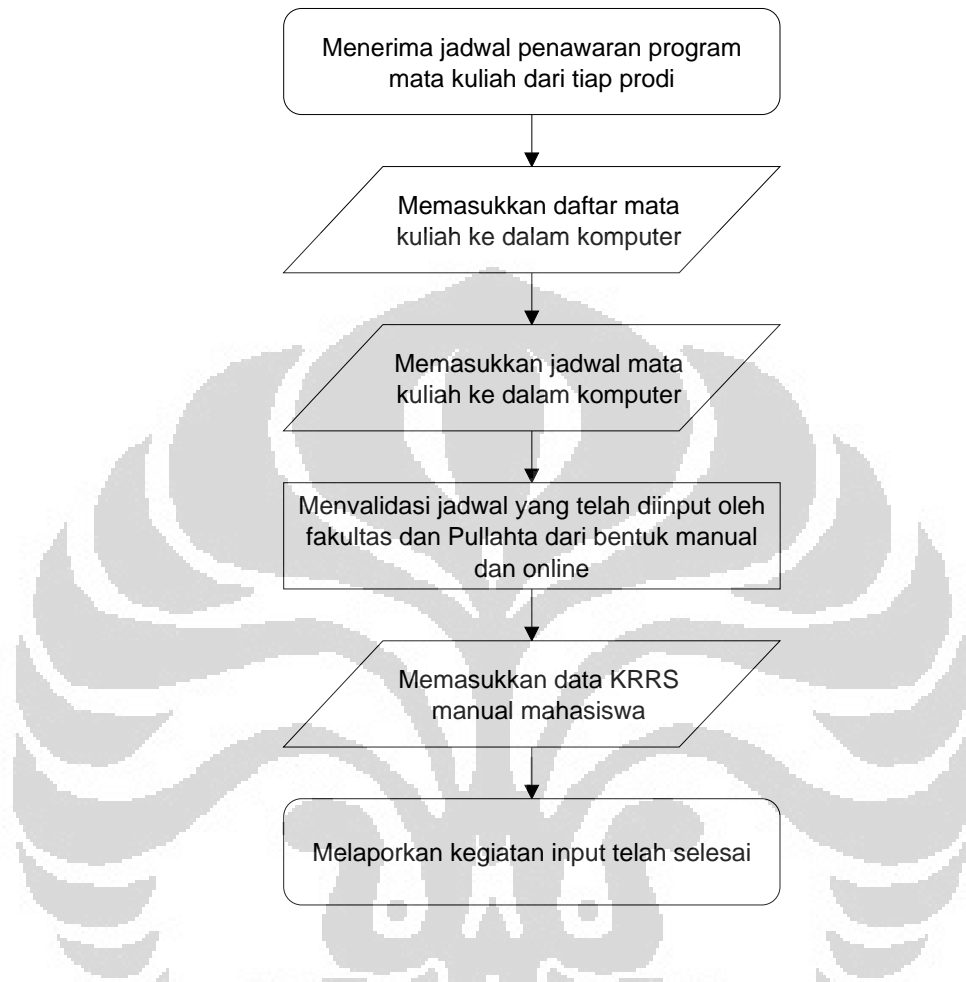 Menerima jadwal penawaran program
mata kuliah dari tiap prodi
Memasukkan daftar mata
kuliah ke dalam komputer
Memasukkan jadwal mata
kuliah ke dalam komputer
Menvalidasi jadwal yang telah diinput oleh
fakultas dan Pullahta dari bentuk manual
dan online
Memasukkan data KRRS
manual mahasiswa
Melaporkan kegiatan input telah selesai